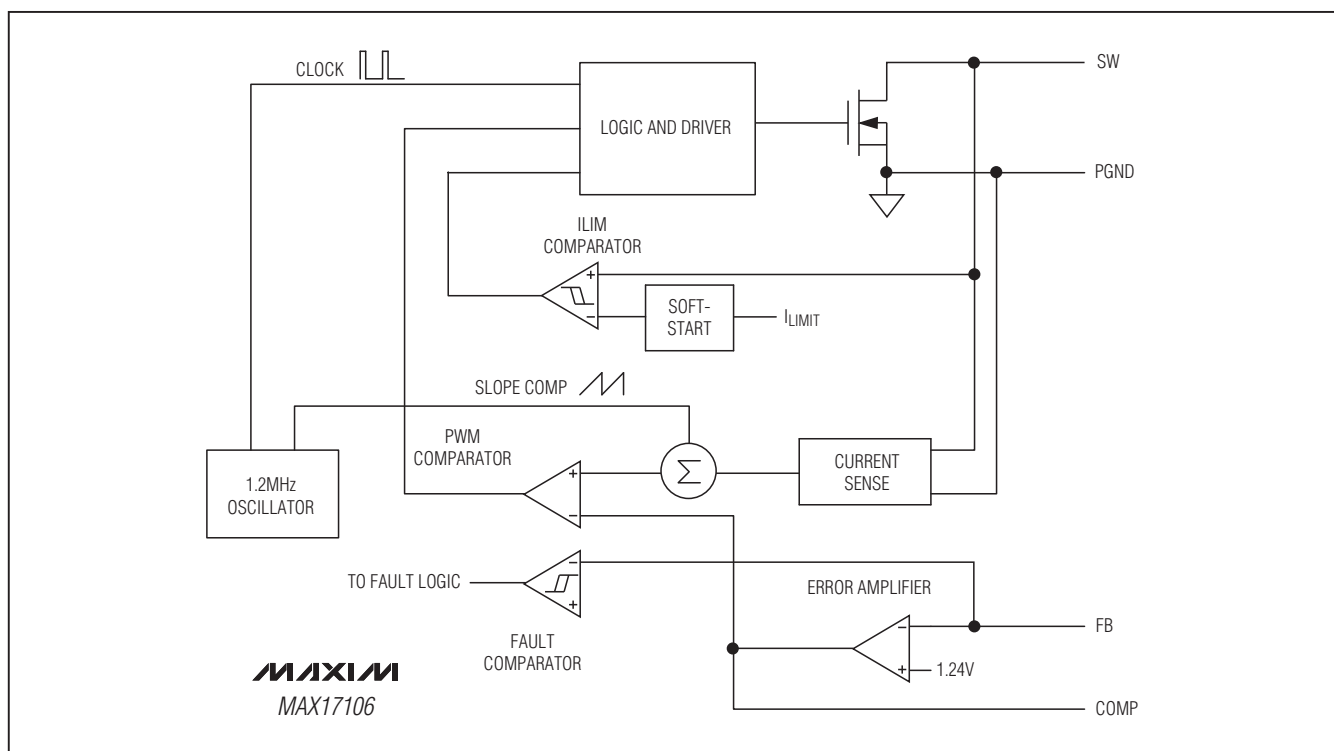 CLOCK
SW
LOGIC AND DRIVER
PGND
ILIM
COMPARATOR
+
−
SOFT-
START
ILIMIT
SLOPE COMP
PWM
COMPARATOR
+
−
Σ
CURRENT
SENSE
1.2MHz
OSCILLATOR
TO FAULT LOGIC
−
+
FAULT
COMPARATOR
ERROR AMPLIFIER
−
+
FB
1.24V
MAXIM
MAX17106
COMP